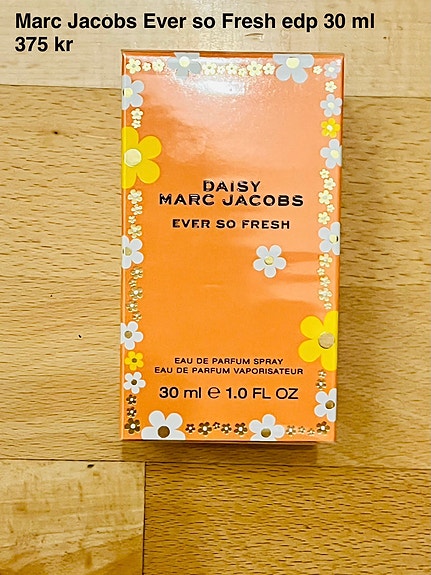 Marc Jacobs Ever so Fresh edp 30 ml
375 kr
DAISY
MARC JACOBS
EVER SO FRESH
EAU DE PARFUM SPRAY
EAU DE PARFUM VAPORISATEUR
30 ml ℮ 1.0 FL OZ